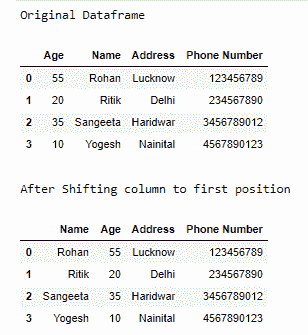 Original Dataframe
Age Name Address Phone Number
0 55 Rohan Lucknow 123456789
1 20 Ritik Delhi 234567890
2 35 Sangeeta Haridwar 3456789012
3 10 Yogesh Nainital 4567890123
After Shifting column to first position
Name Age Address Phone Number
0 Rohan 55 Lucknow 123456789
1 Ritik 20 Delhi 234567890
2 Sangeeta 35 Haridwar 3456789012
3 Yogesh 10 Nainital 4567890123